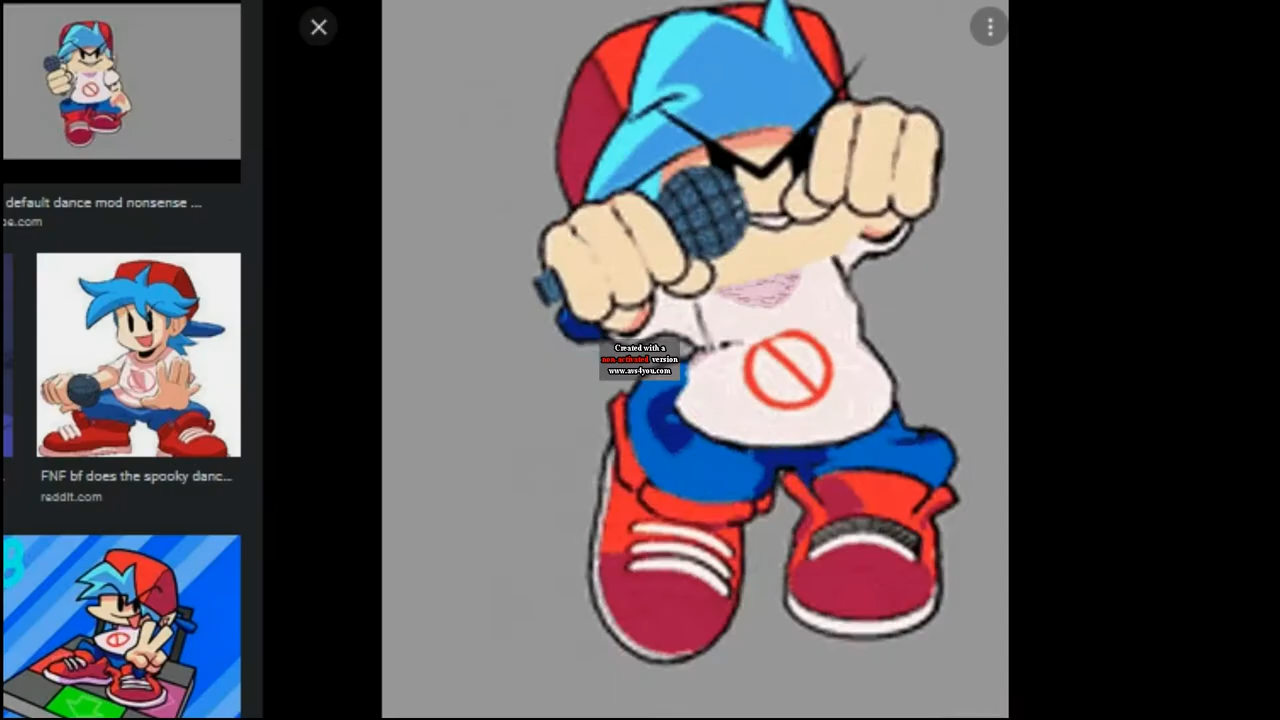 default dance mod nonsense ...
be.com
FNF bf does the spooky danc...
reddit.com
Created with a
non-activated version
www.avs4you.com